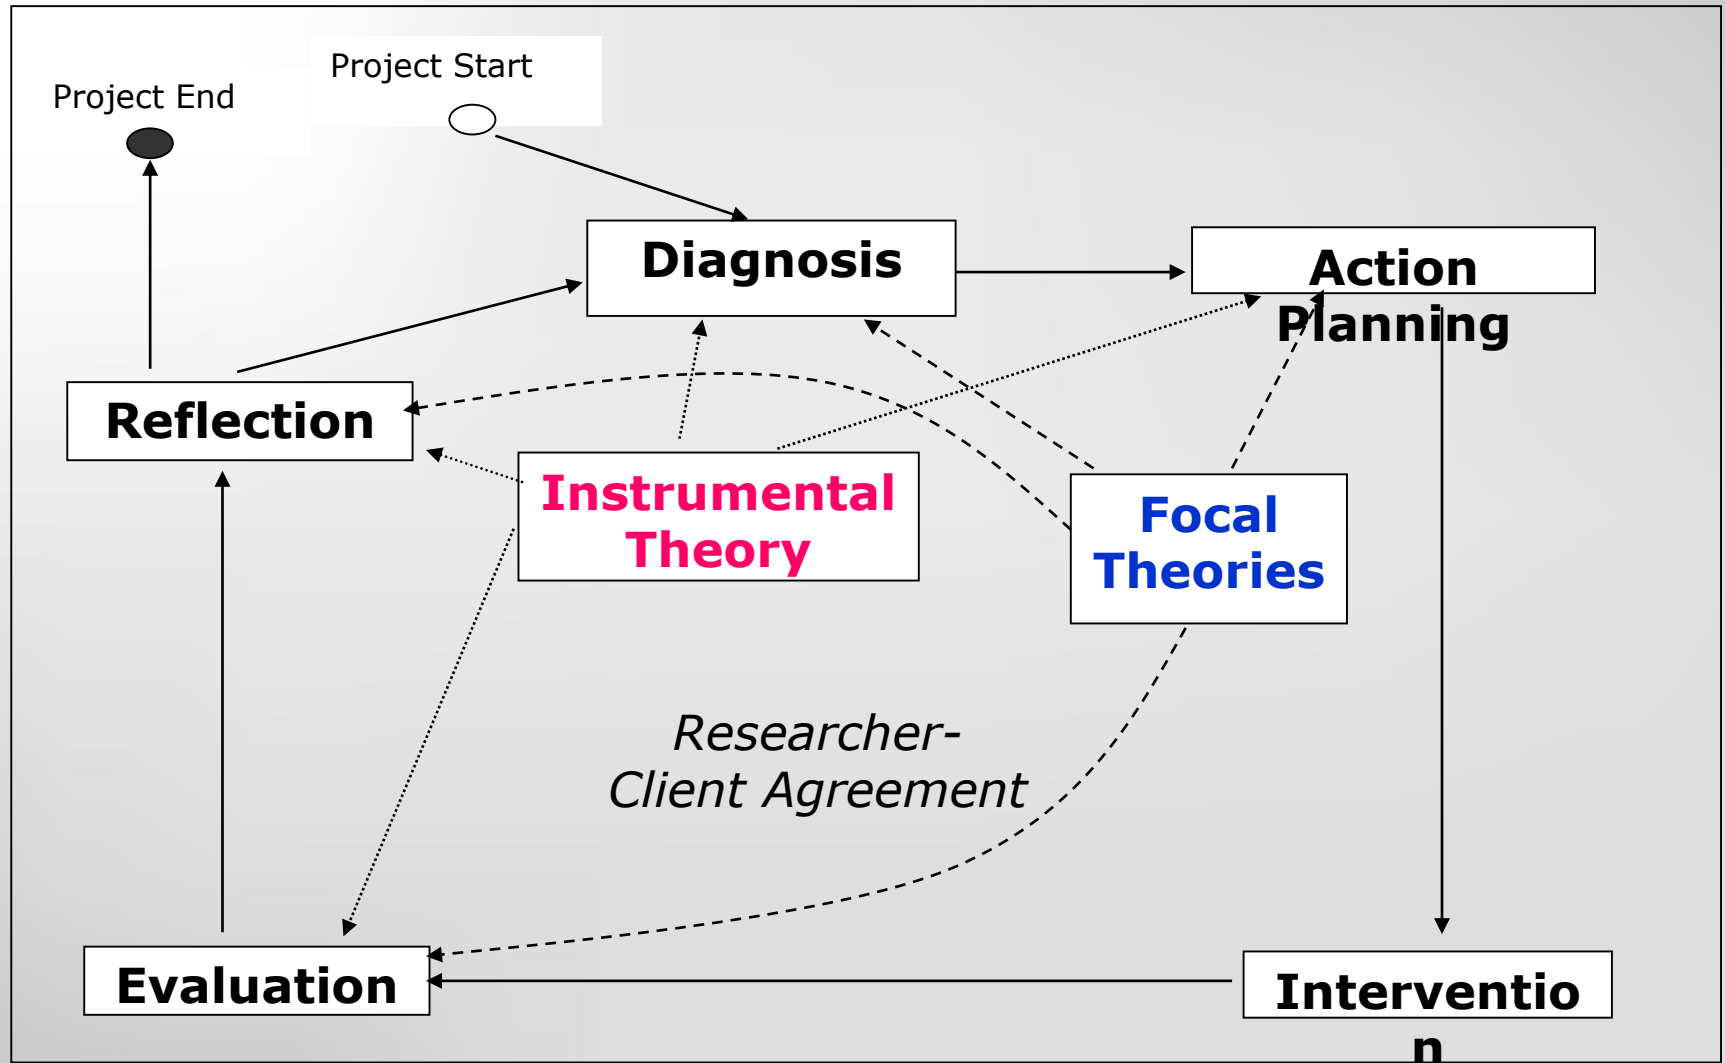 Project Start
Project End
Diagnosis
Action
Planning
Reflection
Instrumental
Theory
Focal
Theories
Researcher-
Client Agreement
Evaluation
Interventio
n